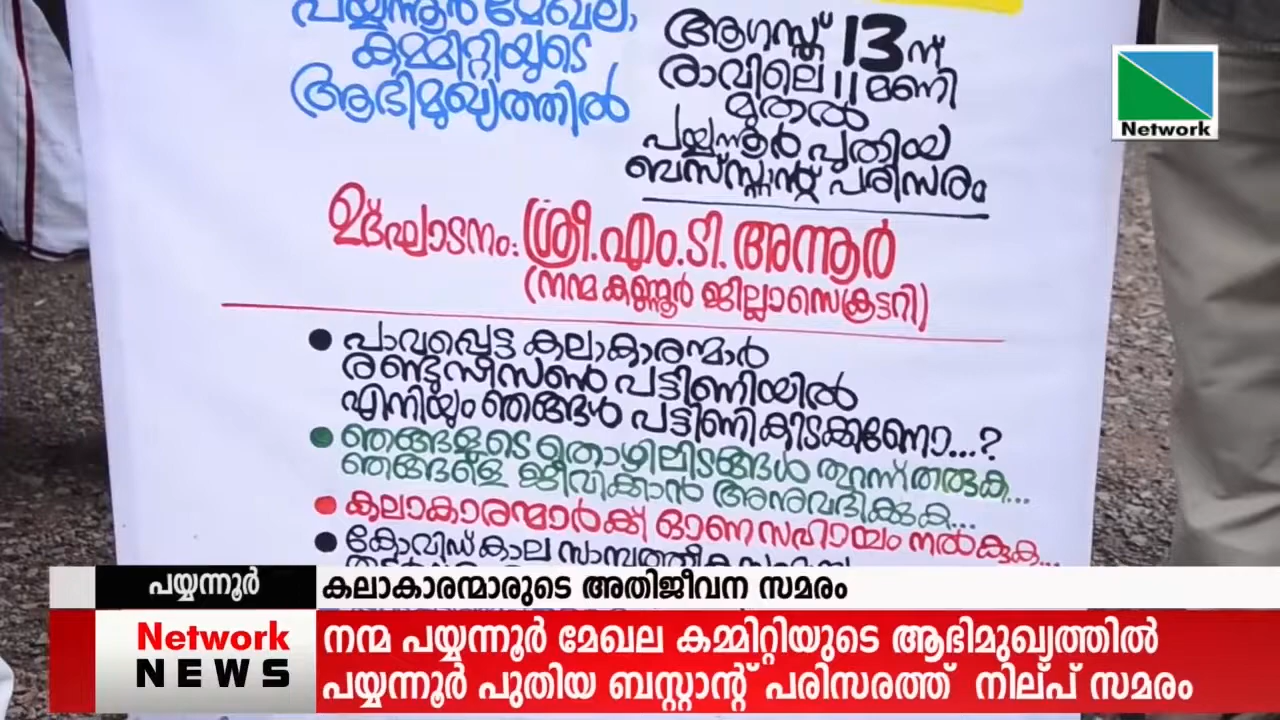 പയ്യന്നൂർ മേഖലാ
കമ്മിറ്റിയുടെ
ആഭിമുഖ്യത്തിൽ
ആഗസ്ത് 13ന്
രാവിലെ 11 മണി
മുതൽ
പയ്യന്നൂർ പുതിയ
ബസ്സ്റ്റാന്റ് പരിസരം
Network
ഉദ്ഘാടനം: ശ്രീ.എം.ടി.അന്നൂർ
(നന്മ കണ്ണൂർ ജില്ലാസെക്രട്ടറി)
• പാവപ്പെട്ട കലാകാരന്മാർ
രണ്ടുസീസൺ പട്ടിണിയിൽ
എനിയും ഞങ്ങൾ പട്ടിണി കിടക്കണോ...?
• ഞങ്ങളുടെ തൊഴിലിടങ്ങൾ തുറന്ന് തരുക...
ഞങ്ങളെ ജീവിക്കാൻ അനുവദിക്കുക...
• കലാകാരന്മാർക്ക് ഓണസഹായം നൽകുക...
• കോവിഡ് കാല സാമ്പത്തീക
പയ്യന്നൂർ
കലാകാരന്മാരുടെ അതിജീവന സമരം
Network
NEWS
നന്മ പയ്യന്നൂർ മേഖല കമ്മിറ്റിയുടെ ആഭിമുഖ്യത്തിൽ
പയ്യന്നൂർ പുതിയ ബസ്റ്റാന്റ് പരിസരത്ത് നില്പ് സമരം